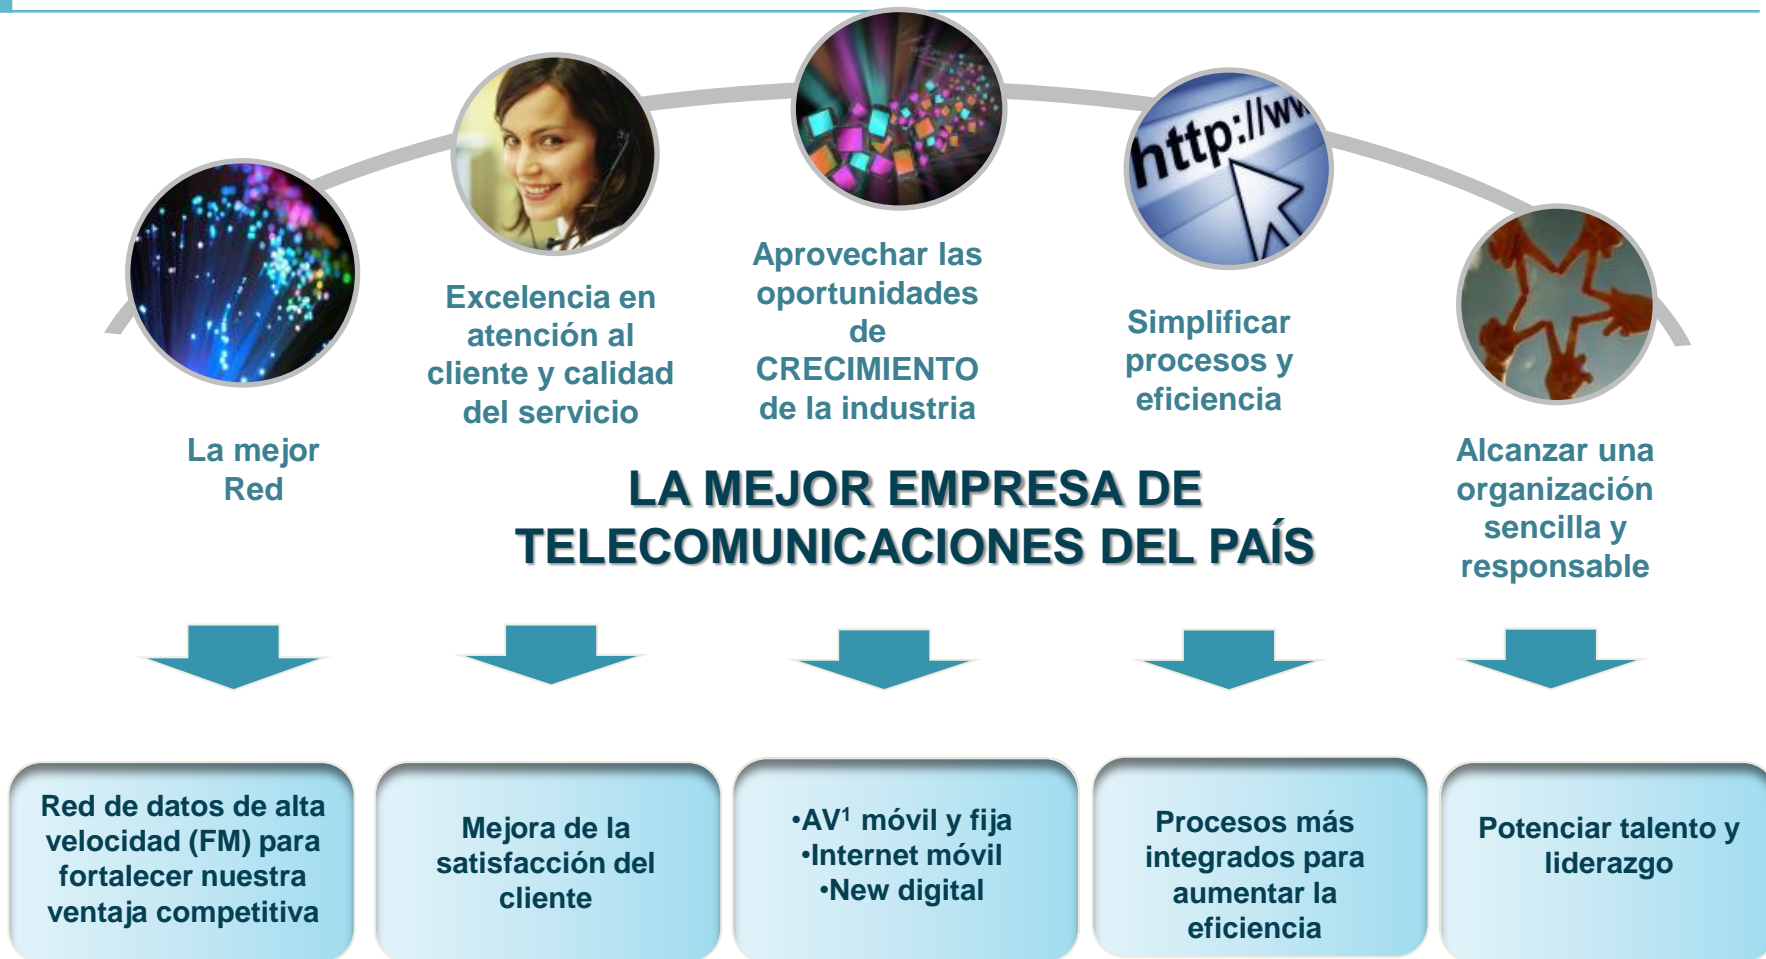 http://ww
La mejor
Red
Excelencia en
atención al
cliente y calidad
del servicio
Aprovechar las
oportunidades
de
CRECIMIENTO
de la industria
Simplificar
procesos y
eficiencia
Alcanzar una
organización
sencilla y
responsable
LA MEJOR EMPRESA DE
TELECOMUNICACIONES DEL PAÍS
Red de datos de alta
velocidad (FM) para
fortalecer nuestra
ventaja competitiva
Mejora de la
satisfacción del
cliente
•AV¹ móvil y fija
•Internet móvil
•New digital
Procesos más
integrados para
aumentar la
eficiencia
Potenciar talento y
liderazgo